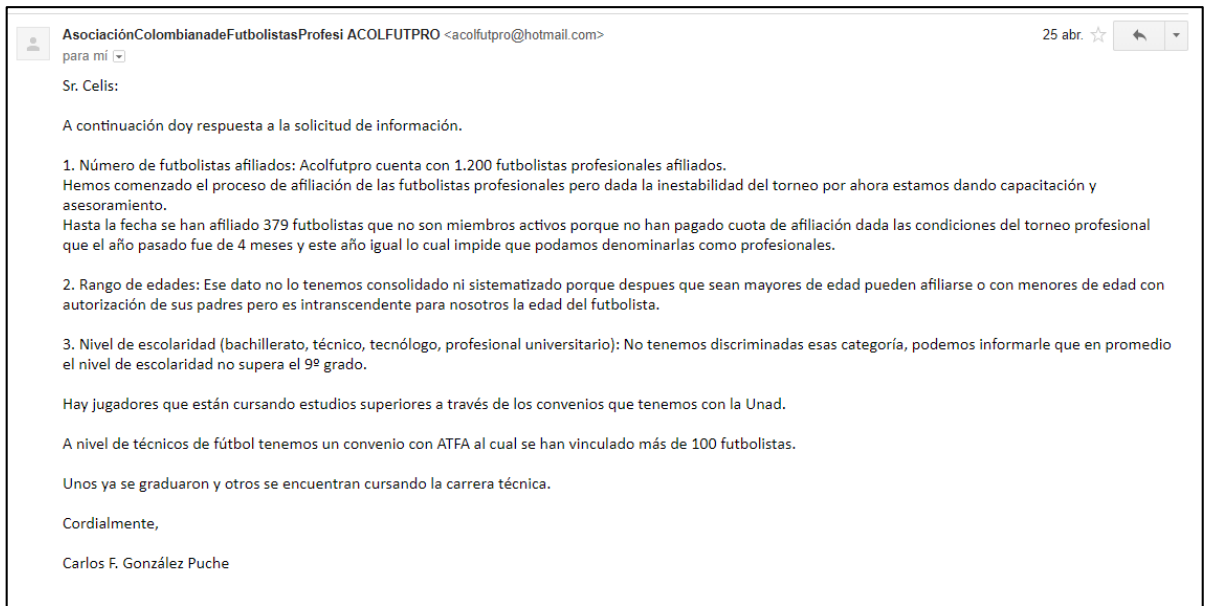 AsociaciónColombianadeFutbolistasProfesi ACOLFUTPRO <acolfutpro@hotmail.com>
25 abr.
para mí
Sr. Celis:
A continuación doy respuesta a la solicitud de información.
1. Número de futbolistas afiliados: Acolfutpro cuenta con 1.200 futbolistas profesionales afiliados.
Hemos comenzado el proceso de afiliación de las futbolistas profesionales pero dada la inestabilidad del torneo por ahora estamos dando capacitación y
asesoramiento.
Hasta la fecha se han afiliado 379 futbolistas que no son miembros activos porque no han pagado cuota de afiliación dada las condiciones del torneo profesional
que el año pasado fue de 4 meses y este año igual lo cual impide que podamos denominarlas como profesionales.
2. Rango de edades: Ese dato no lo tenemos consolidado ni sistematizado porque despues que sean mayores de edad pueden afiliarse o con menores de edad con
autorización de sus padres pero es intranscendente para nosotros la edad del futbolista.
3. Nivel de escolaridad (bachillerato, técnico, tecnólogo, profesional universitario): No tenemos discriminadas esas categoría, podemos informarle que en promedio
el nivel de escolaridad no supera el 9º grado.
Hay jugadores que están cursando estudios superiores a través de los convenios que tenemos con la Unad.
A nivel de técnicos de fútbol tenemos un convenio con ATFA al cual se han vinculado más de 100 futbolistas.
Unos ya se graduaron y otros se encuentran cursando la carrera técnica.
Cordialmente,
Carlos F. González Puche